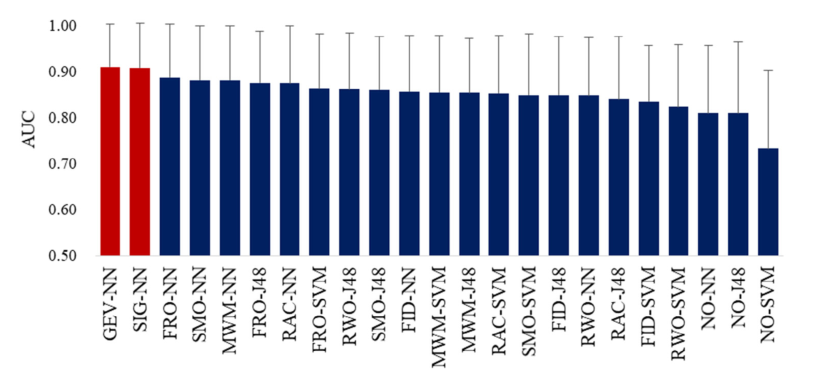 1.00
0.90
0.80
0.70
0.60
0.50
AUC
GEV-NN
SIG-NN
FRO-NN
SMO-NN
MWM-NN
FRO-J48
RAC-NN
FRO-SVM
RWO-J48
SMO-J48
FID-NN
MWM-SVM
MWM-J48
RAC-SVM
SMO-SVM
FID-J48
RWO-NN
RAC-J48
FID-SVM
RWO-SVM
NO-NN
NO-J48
NO-SVM